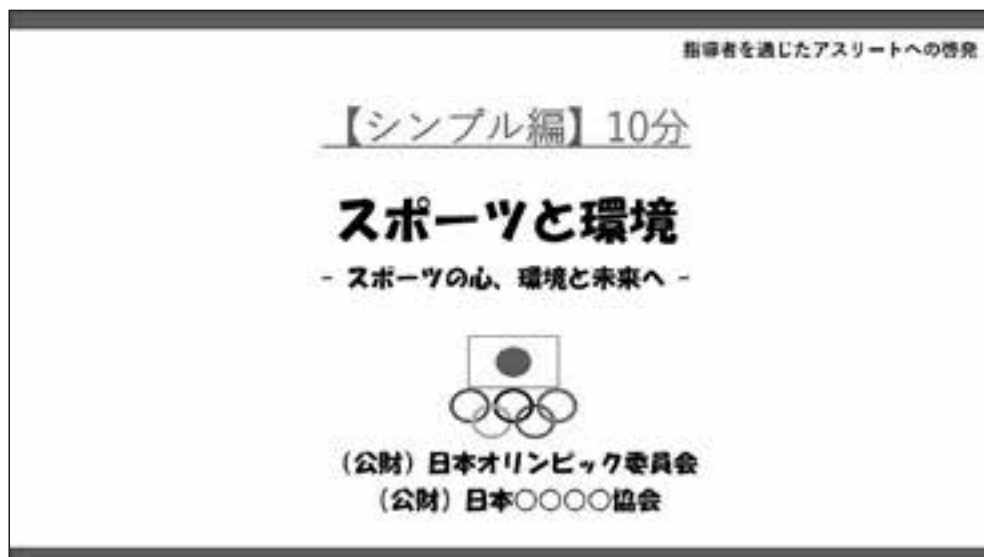 指導者を通じたアスリートへの啓発
【シンプル編】10分
スポーツと環境
- スポーツの心、環境と未来へ -
(公財)日本オリンピック委員会
(公財)日本○○○○協会